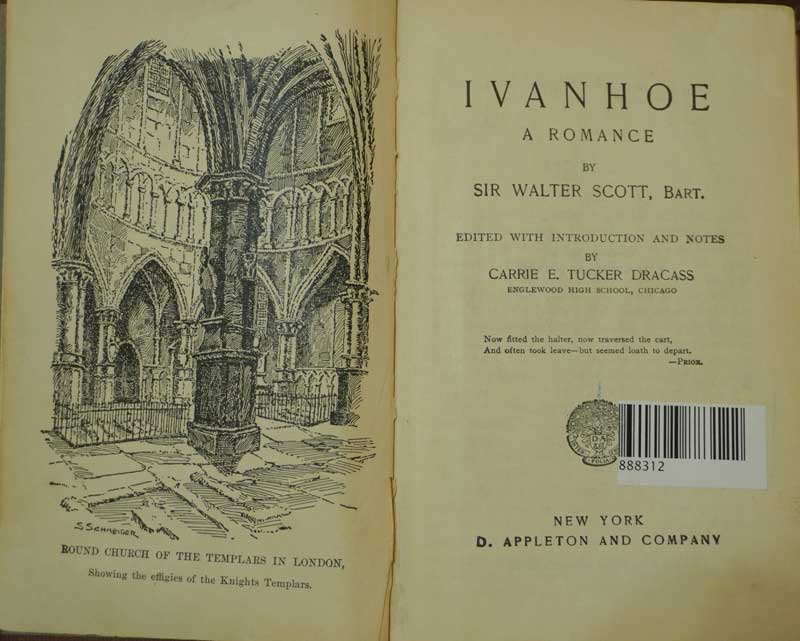 S. SCHNEIDER
ROUND CHURCH OF THE TEMPLARS IN LONDON,
Showing the effigies of the Knights Templars.
IVANHOE
A ROMANCE
BY
SIR WALTER SCOTT, BART.
EDITED WITH INTRODUCTION AND NOTES
BY
CARRIE E. TUCKER DRACASS
ENGLEWOOD HIGH SCHOOL, CHICAGO
Now fitted the halter, now traversed the cart,
And often took leave—but seemed loath to depart.
—PRIOR.
888312
NEW YORK
D. APPLETON AND COMPANY